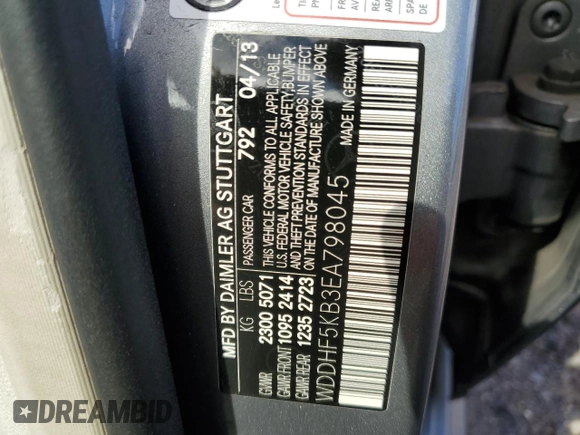 MFD BY DAIMLER AG STUTTGART
792 04/13
KG LBS PASSENGER CAR
GVWR 2300 5071 THIS VEHICLE CONFORMS TO ALL APPLICABLE
GAWR FRONT 1095 2414 U.S. FEDERAL MOTOR VEHICLE SAFETY/BUMPER
GAWR REAR 1235 2723 AND THEFT PREVENTION STANDARDS IN EFFECT
ON THE DATE OF MANUFACTURE SHOWN ABOVE
WDDHF5KB3EA798045 MADE IN GERMANY
DREAMBID